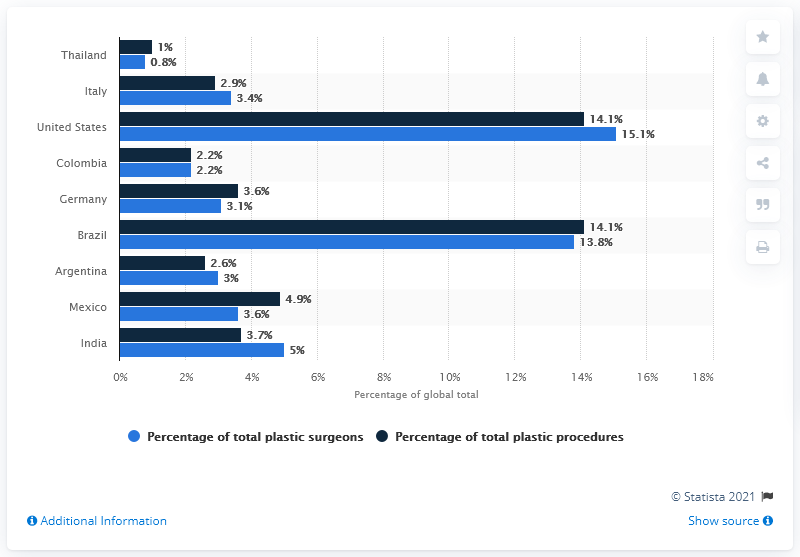 Thailand
1%
0.8%
Italy
2.9%
3.4%
United States
14.1%
15.1%
Colombia
2.2%
2.2%
Germany
3.6%
3.1%
Brazil
14.1%
13.8%
Argentina
2.6%
3%
Mexico
4.9%
3.6%
India
3.7%
5%
0% 2% 4% 6% 8% 10% 12% 14% 16% 18%
Percentage of global total
Percentage of total plastic surgeons Percentage of total plastic procedures
© Statista 2021
Additional Information Show source